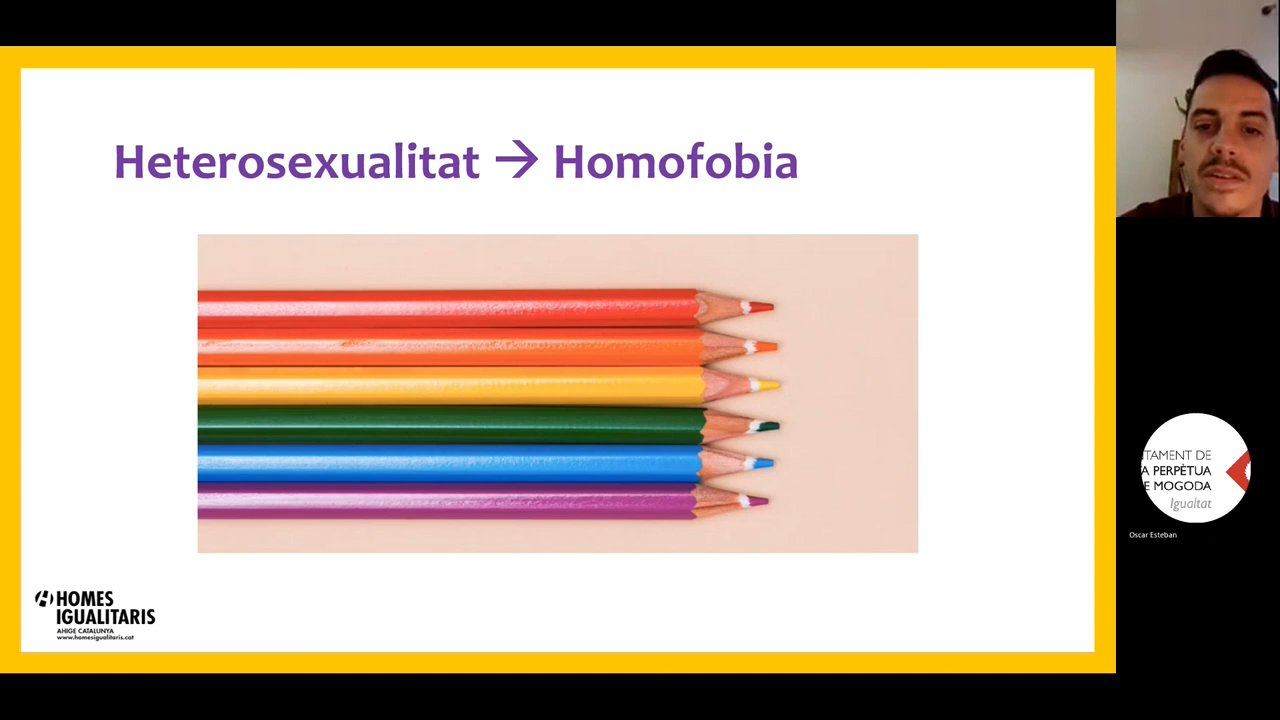 Heterosexualitat → Homofobia
HOMES
IGUALITARIS
AHIGE CATALUNYA
www.homesigualitaris.cat
TAMENT DE
A PERPÈTUA
E MOGODA
Igualtat
Oscar Esteban